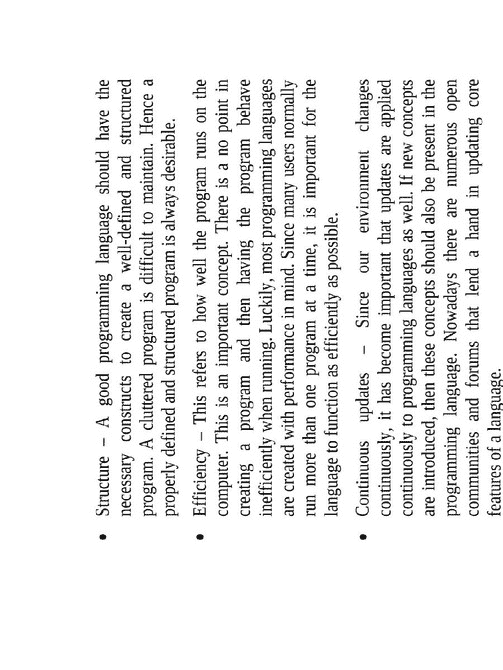 • Structure – A good programming language should have the
necessary constructs to create a well-defined and structured
program. A cluttered program is difficult to maintain. Hence a
properly defined and structured program is always desirable.
• Efficiency – This refers to how well the program runs on the
computer. This is an important concept. There is a no point in
creating a program and then having the program behave
inefficiently when running. Luckily, most programming languages
are created with performance in mind. Since many users normally
run more than one program at a time, it is important for the
language to function as efficiently as possible.
• Continuous updates – Since our environment changes
continuously, it has become important that updates are applied
continuously to programming languages as well. If new concepts
are introduced, then these concepts should also be present in the
programming language. Nowadays there are numerous open
communities and forums that lend a hand in updating core
features of a language.